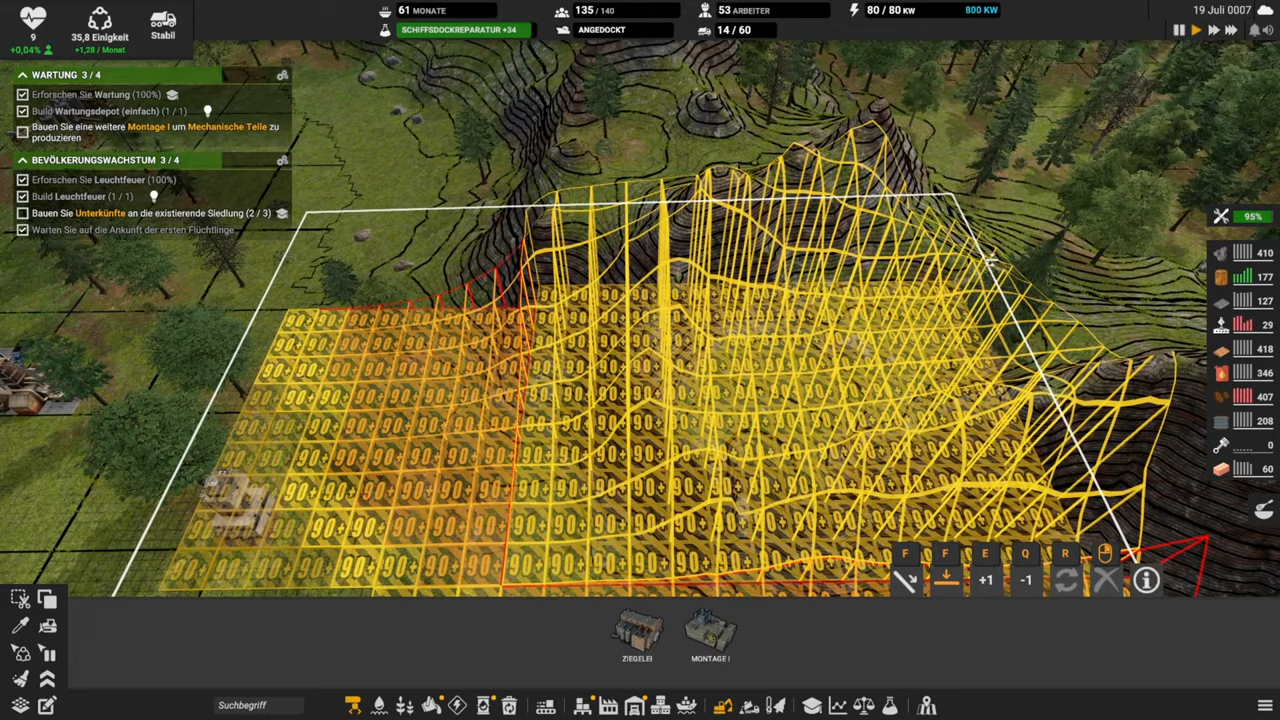 9
+0,04%
35,8 Einigkeit
+1,28 / Monat
Stabil
61 MONATE
SCHIFFSDOCKREPARATUR +34
135 / 140
ANGEDOCKT
53 ARBEITER
14 / 60
80 / 80 KW
800 KW
19 Juli 0007
WARTUNG 3 / 4
Erforschen Sie Wartung (100%)
Build Wartungsdepot (einfach) (1 / 1)
Bauen Sie eine weitere Montage I um Mechanische Teile zu
produzieren
BEVÖLKERUNGSWACHSTUM 3 / 4
Erforschen Sie Leuchtfeuer (100%)
Build Leuchtfeuer (1 / 1)
Bauen Sie Unterkünfte an die existierende Siedlung (2 / 3)
Warten Sie auf die Ankunft der ersten Flüchtlinge
95%
410
177
127
29
418
346
407
208
0
60
F F E Q R
+1 -1
ZIEGELEI
MONTAGE I
Suchbegriff